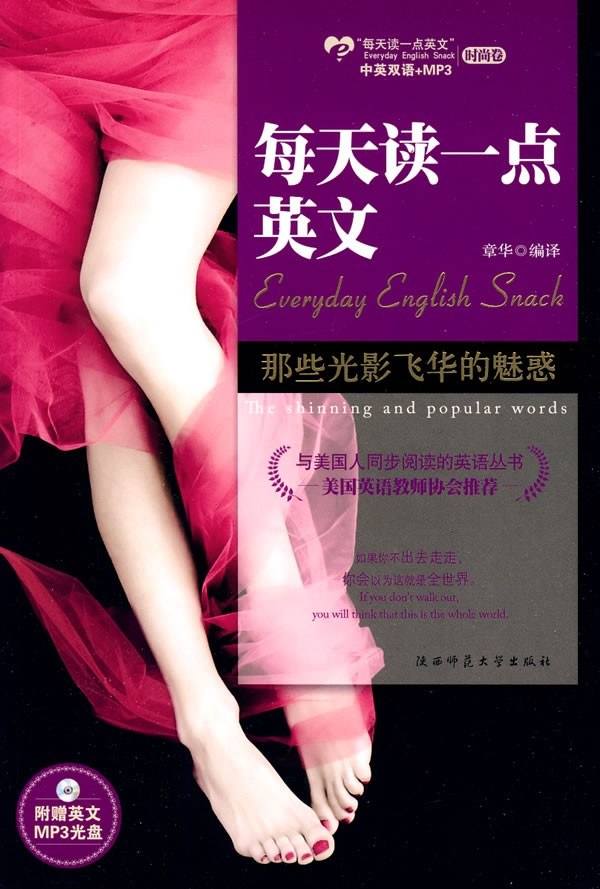 “每天读一点英文”
Everyday English Snack
中英双语+MP3
时尚卷
每天读一点
英文
章华◎编译
Everyday English Snack
那些光影飞华的魅惑
The shinning and popular words
与美国人同步阅读的英语丛书
—美国英语教师协会推荐—
如果你不出去走走，
你会以为这就是全世界。
If you don't walk out,
you will think that this is the whole world.
陕西师范大学出版社
附赠英文
MP3光盘